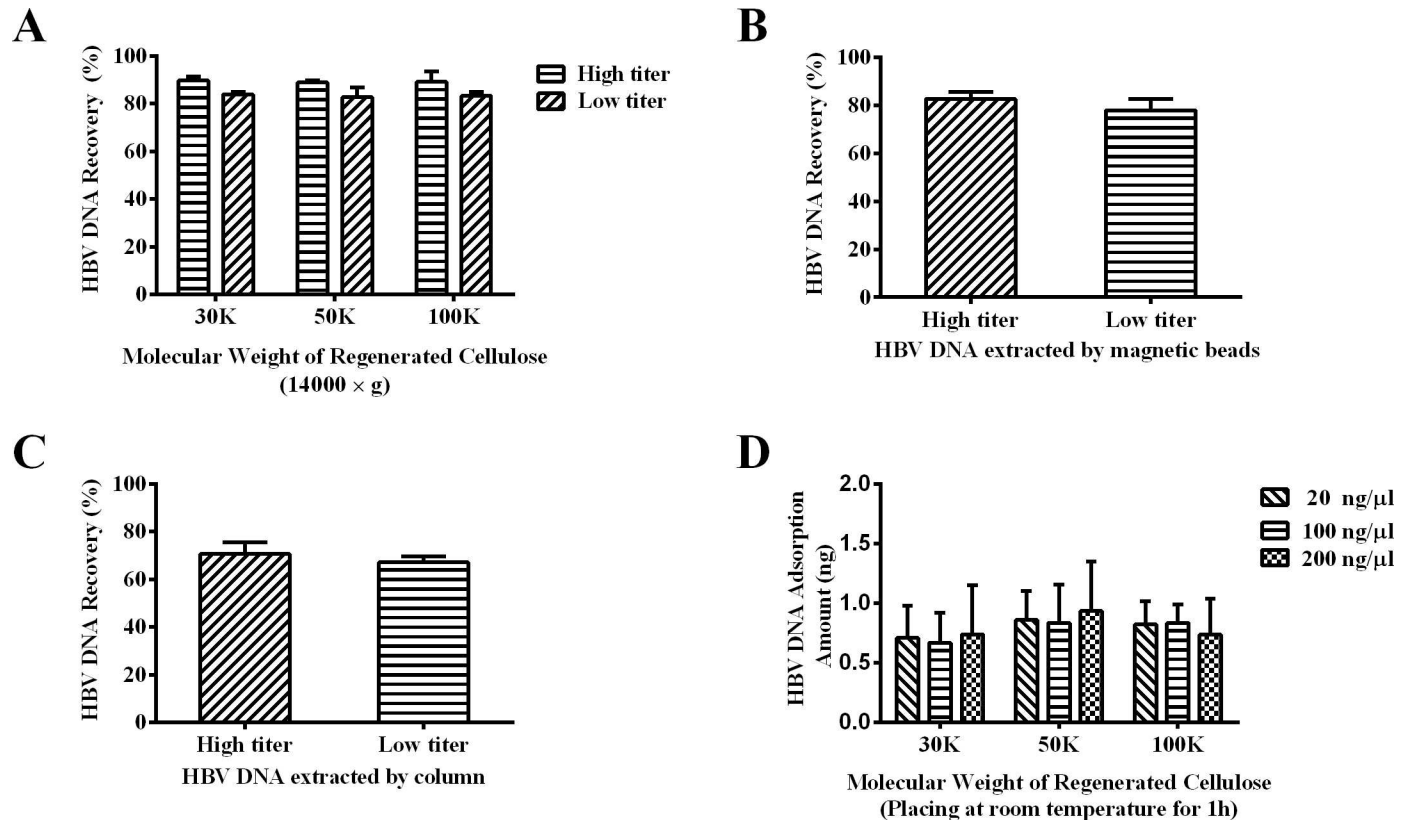 A
HBV DNA Recovery (%)
100
80
60
40
20
0
30K 50K 100K
Molecular Weight of Regenerated Cellulose
(14000 × g)
High titer
Low titer
B
HBV DNA Recovery (%)
100
80
60
40
20
0
High titer Low titer
HBV DNA extracted by magnetic beads
C
HBV DNA Recovery (%)
100
80
60
40
20
0
High titer Low titer
HBV DNA extracted by column
D
HBV DNA Adsorption
Amount (ng)
2.0
1.5
1.0
0.5
0.0
30K 50K 100K
Molecular Weight of Regenerated Cellulose
(Placing at room temperature for 1h)
20 ng/µl
100 ng/µl
200 ng/µl